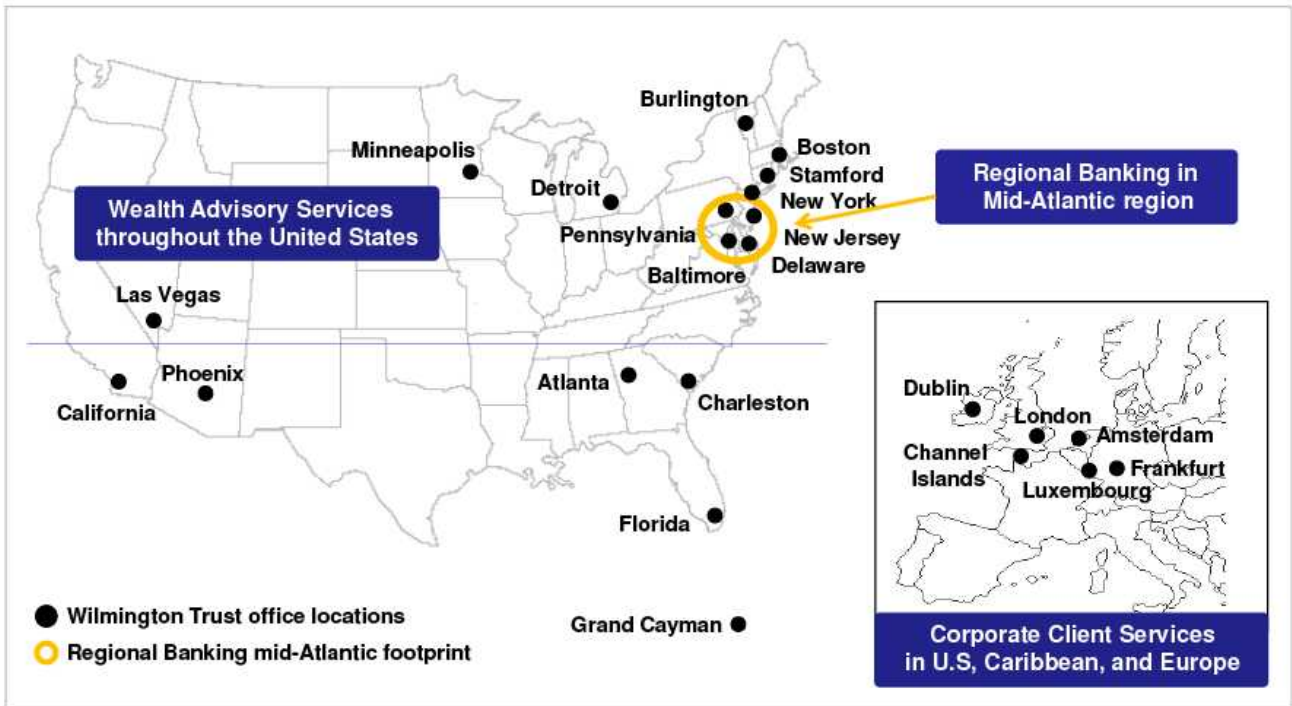 Burlington
Boston
Minneapolis
Stamford
Detroit
New York
Regional Banking in
Mid-Atlantic region
Wealth Advisory Services
throughout the United States
Pennsylvania
New Jersey
Delaware
Baltimore
Las Vegas
Phoenix
California
Atlanta
Charleston
Florida
Grand Cayman
Dublin
London
Amsterdam
Channel
Islands
Frankfurt
Luxembourg
Wilmington Trust office locations
Regional Banking mid-Atlantic footprint
Corporate Client Services
in U.S, Caribbean, and Europe